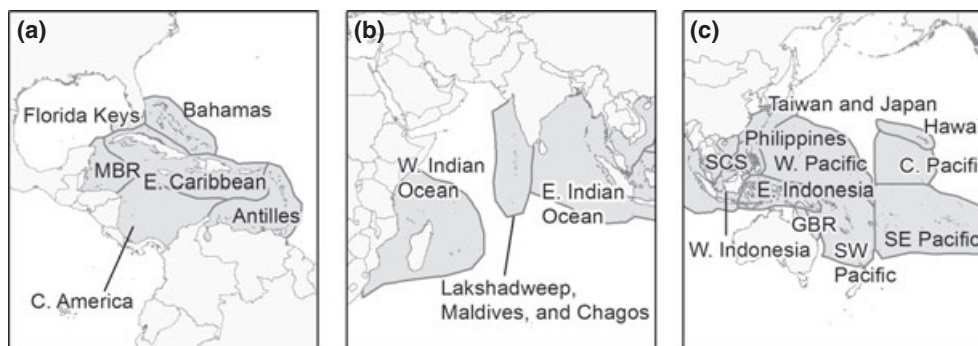 (a)
Bahamas
Florida Keys
MBR
E. Caribbean
Antilles
C. America
(b)
W. Indian
Ocean
E. Indian
Ocean
Lakshadweep,
Maldives, and Chagos
(c)
Taiwan and Japan
Hawaii
Philippines
SCS
W. Pacific
C. Pacific
E. Indonesia
GBR
W. Indonesia
SW
Pacific
SE Pacific